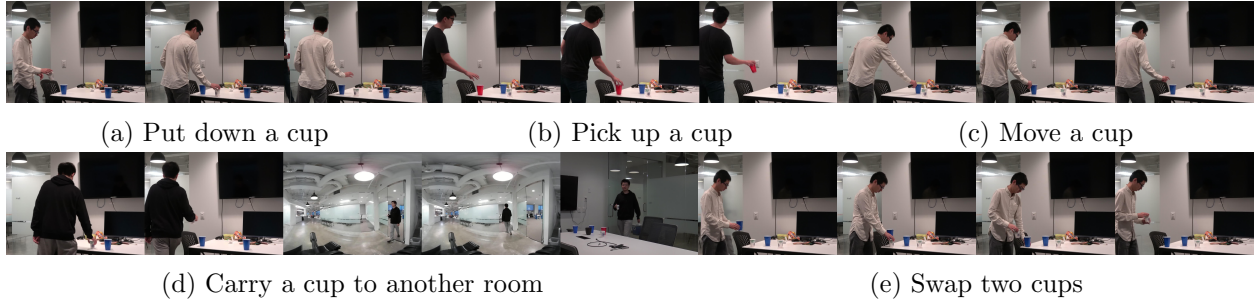 (a) Put down a cup
(b) Pick up a cup
(c) Move a cup
(d) Carry a cup to another room
(e) Swap two cups